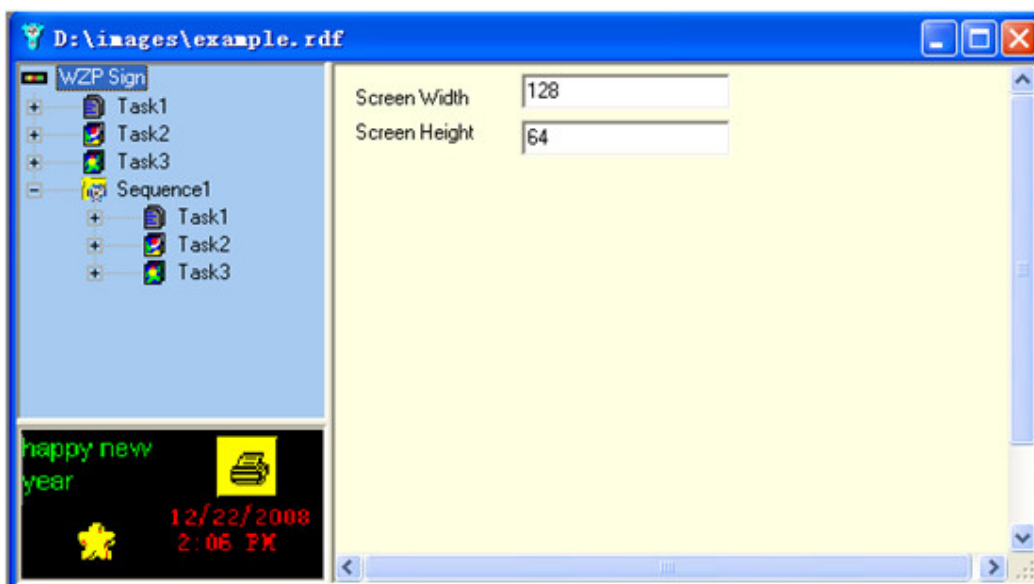 D:\images\example.rdf
WZP Sign
Task1
Task2
Task3
Sequence1
Task1
Task2
Task3
Screen Width 128
Screen Height 64
happy new
year
12/22/2008
2:06 PM